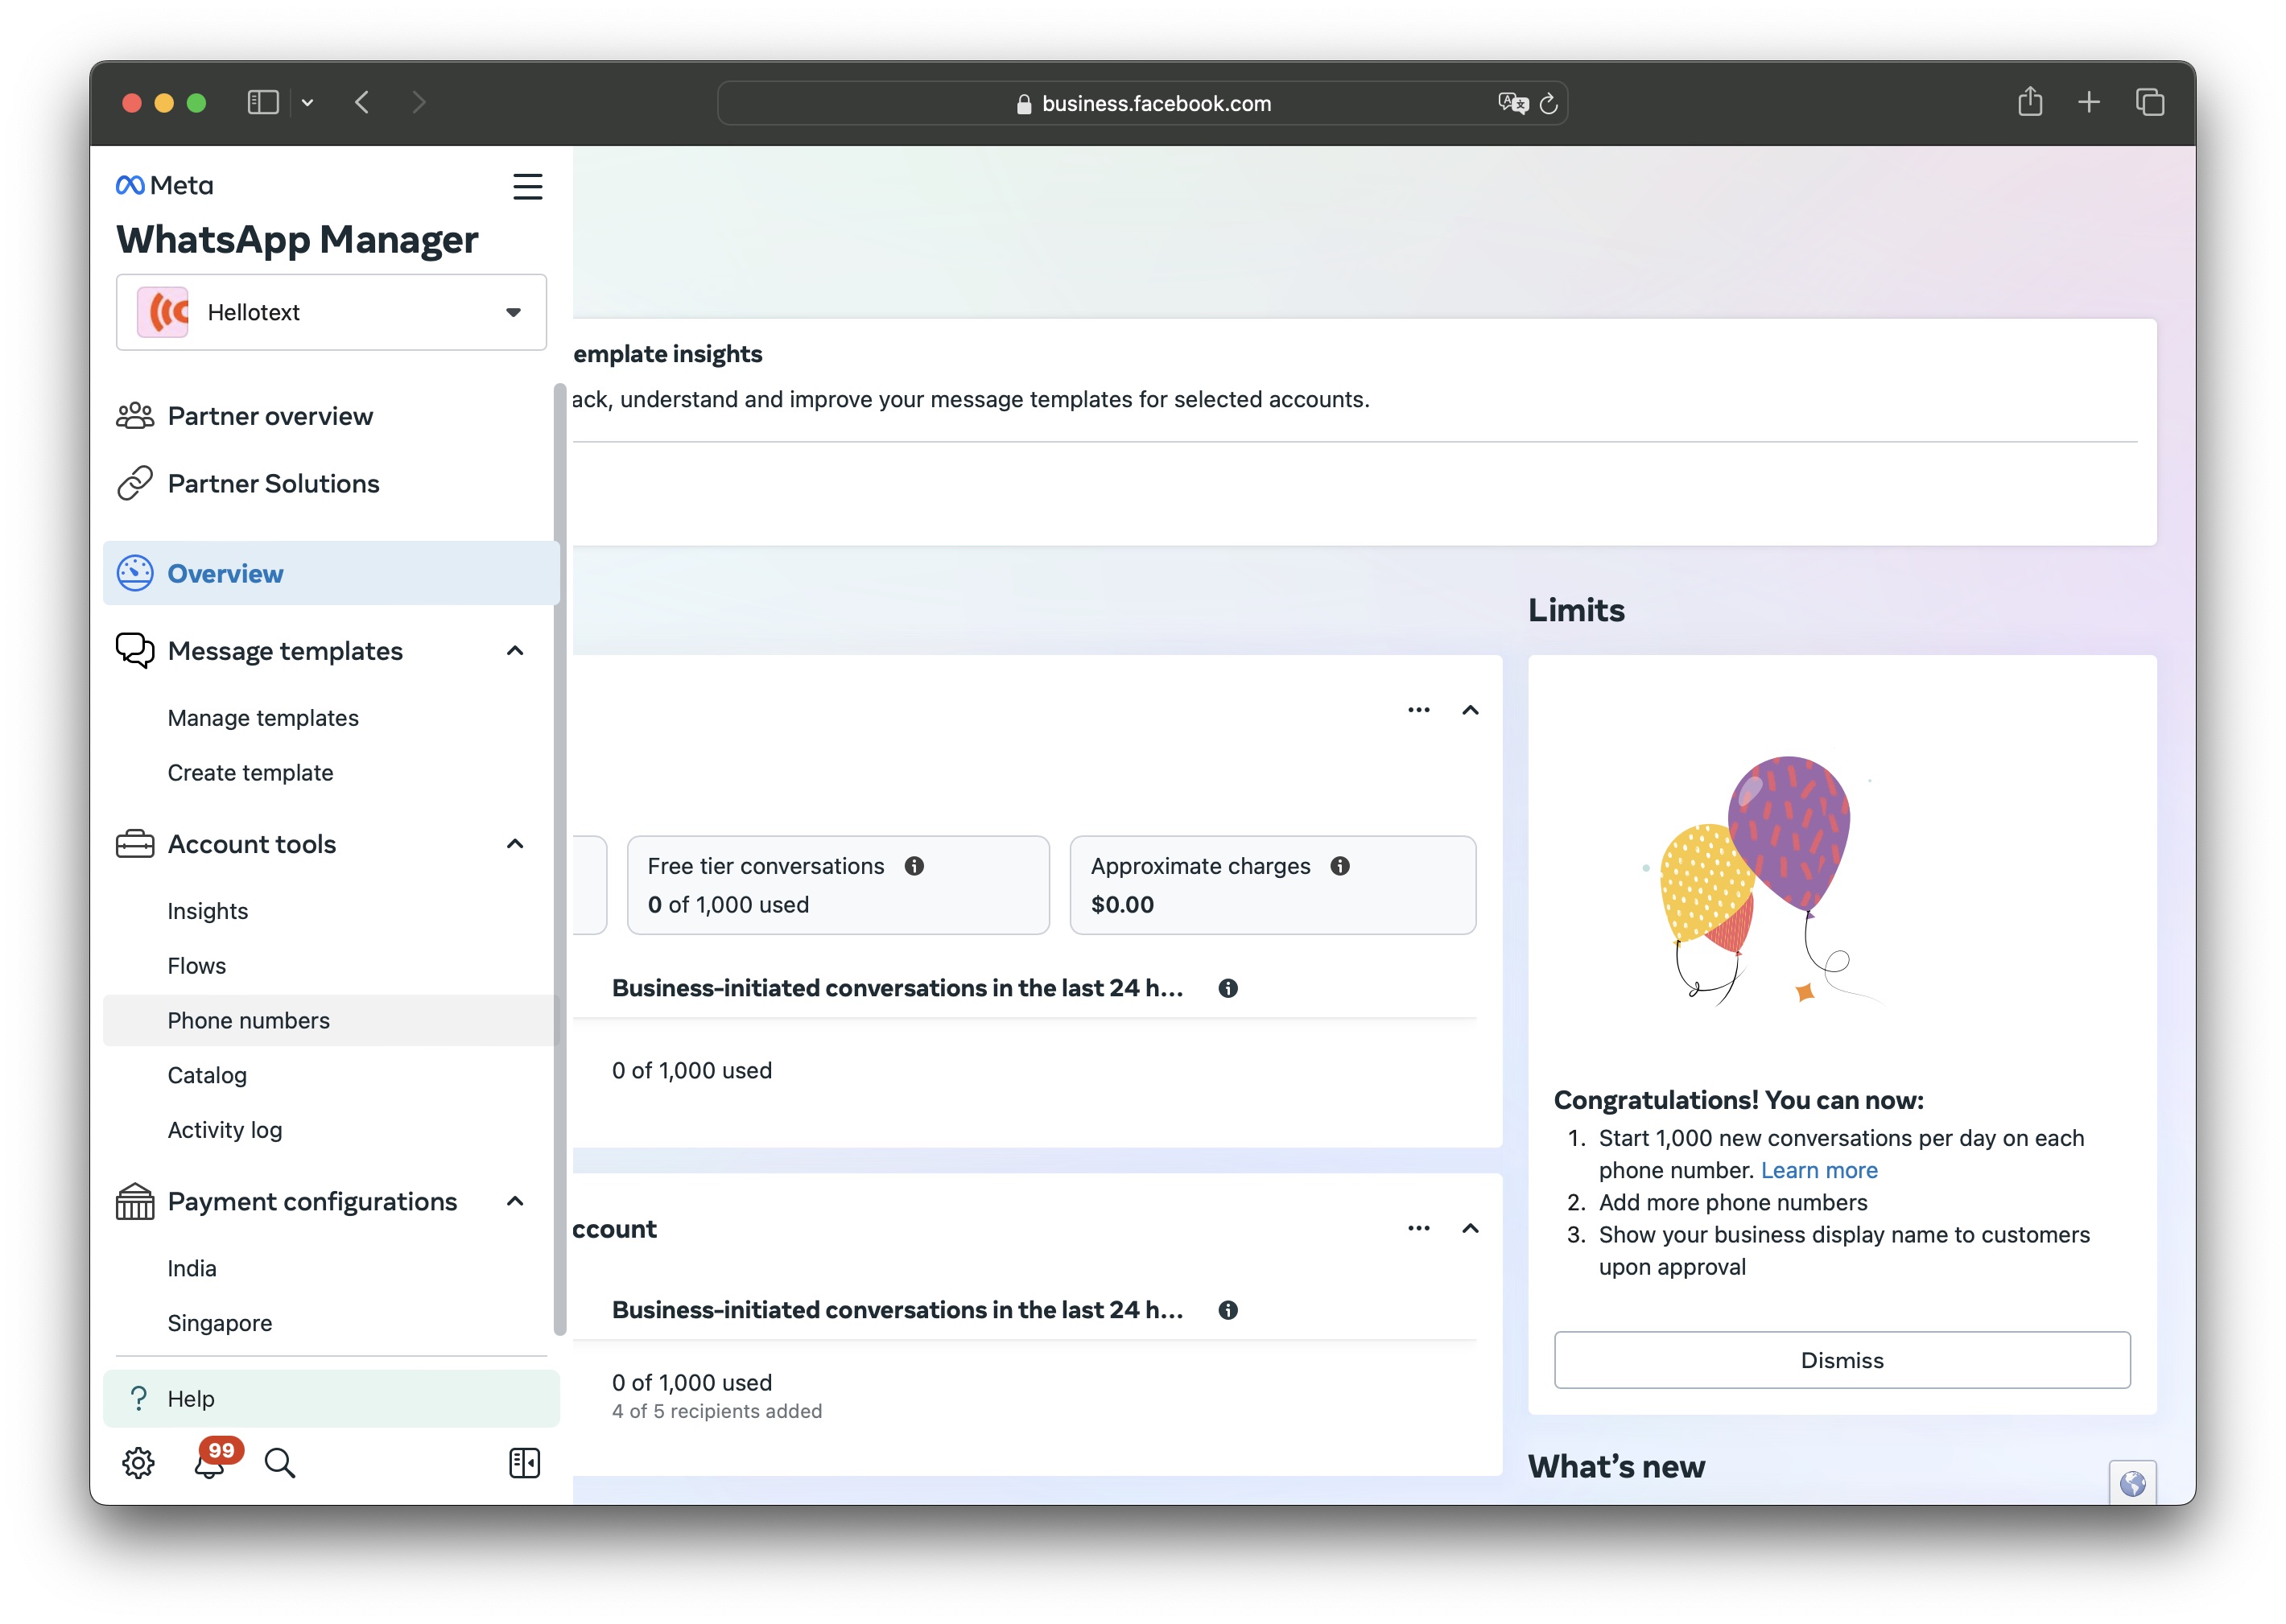 business.facebook.com
Meta
WhatsApp Manager
Hellotext
Partner overview
Partner Solutions
Overview
Message templates
Manage templates
Create template
Account tools
Insights
Flows
Phone numbers
Catalog
Activity log
Payment configurations
India
Singapore
Help
99
emplate insights
ack, understand and improve your message templates for selected accounts.
Free tier conversations
0 of 1,000 used
Approximate charges
$0.00
Business-initiated conversations in the last 24 h...
0 of 1,000 used
ccount
Business-initiated conversations in the last 24 h...
0 of 1,000 used
4 of 5 recipients added
Limits
Congratulations! You can now:
1. Start 1,000 new conversations per day on each
phone number. Learn more
2. Add more phone numbers
3. Show your business display name to customers
upon approval
Dismiss
What's new